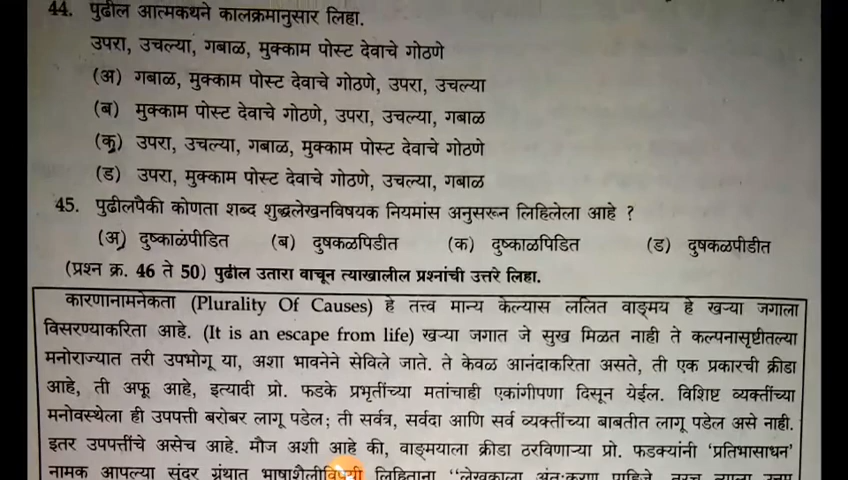 44. पुढील आत्मकथने कालक्रमानुसार लिहा.
उपरा, उचल्या, गबाळ, मुक्काम पोस्ट देवाचे गोठणे
(अ) गबाळ, मुक्काम पोस्ट देवाचे गोठणे, उपरा, उचल्या
(ब) मुक्काम पोस्ट देवाचे गोठणे, उपरा, उचल्या, गबाळ
(क) उपरा, उचल्या, गबाळ, मुक्काम पोस्ट देवाचे गोठणे
(ड) उपरा, मुक्काम पोस्ट देवाचे गोठणे, उचल्या, गबाळ
45. पुढीलपैकी कोणता शब्द शुद्धलेखनविषयक नियमांस अनुसरून लिहिलेला आहे ?
(अ) दुष्काळपीडित (ब) दुषकळपिडीत (क) दुष्काळपिडित (ड) दुषकळपीडीत
(प्रश्न क्र. 46 ते 50) पुढील उतारा वाचून त्याखालील प्रश्नांची उत्तरे लिहा.
कारणानामनेकता (Plurality Of Causes) हे तत्त्व मान्य केल्यास ललित वाङ्मय हे खऱ्या जगाला
विसरण्याकरिता आहे. (It is an escape from life) खऱ्या जगात जे सुख मिळत नाही ते कल्पनासृष्टीतल्या
मनोराज्यात तरी उपभोगू या, अशा भावनेने सेविले जाते. ते केवळ आनंदाकरिता असते, ती एक प्रकारची क्रीडा
आहे, ती अफू आहे, इत्यादी प्रो. फडके प्रभृतींच्या मतांचाही एकांगीपणा दिसून येईल. विशिष्ट व्यक्तींच्या
मनोवस्थेला ही उपपत्ती बरोबर लागू पडेल; ती सर्वत्र, सर्वदा आणि सर्व व्यक्तींच्या बाबतीत लागू पडेल असे नाही.
इतर उपपत्तींचे असेच आहे. मौज अशी आहे की, वाङ्मयाला क्रीडा ठरविणाऱ्या प्रो. फडक्यांनी 'प्रतिभासाधन'
नामक आपल्या सुंदर ग्रंथात भाषाशैलीविषयी लिहिताना "लेखकाला अंतःकरण पाहिजे,